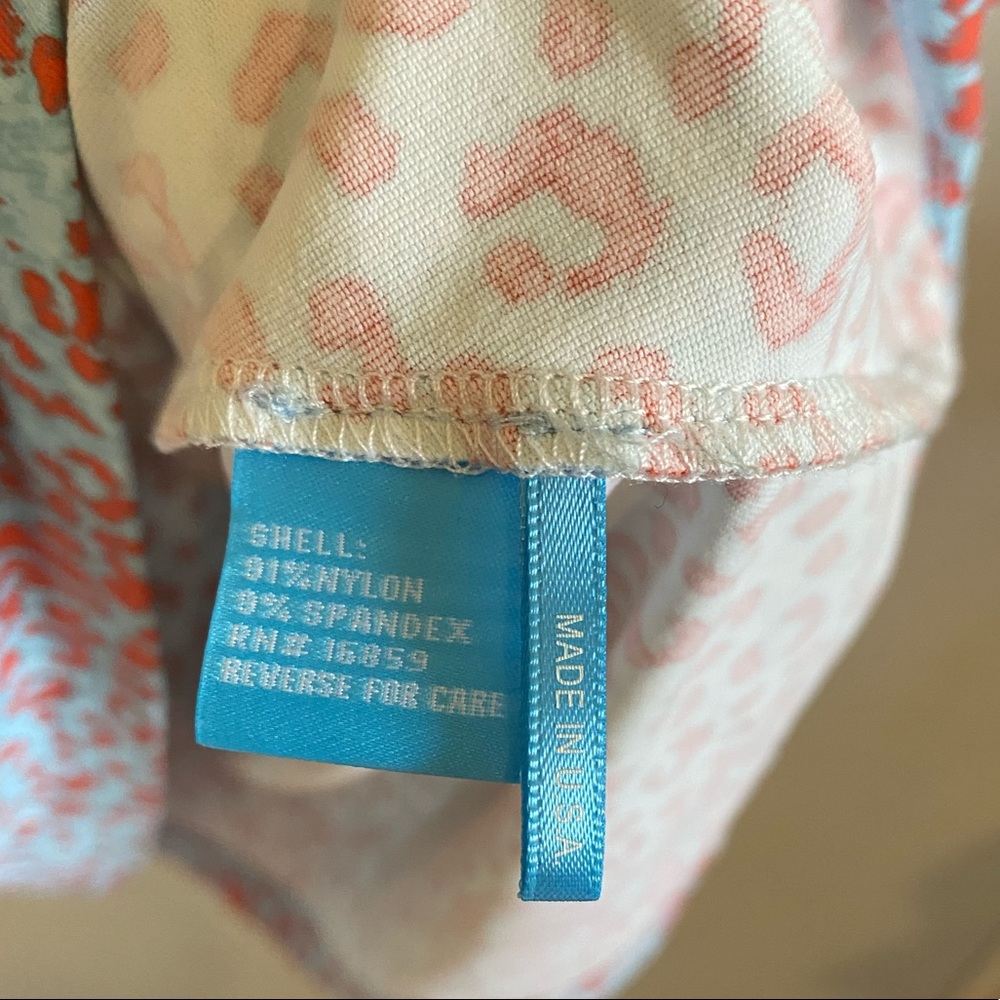 SHELL:
91%NYLON
9% SPANDEX
RN# 16859
REVERSE FOR CARE
MADE IN USA